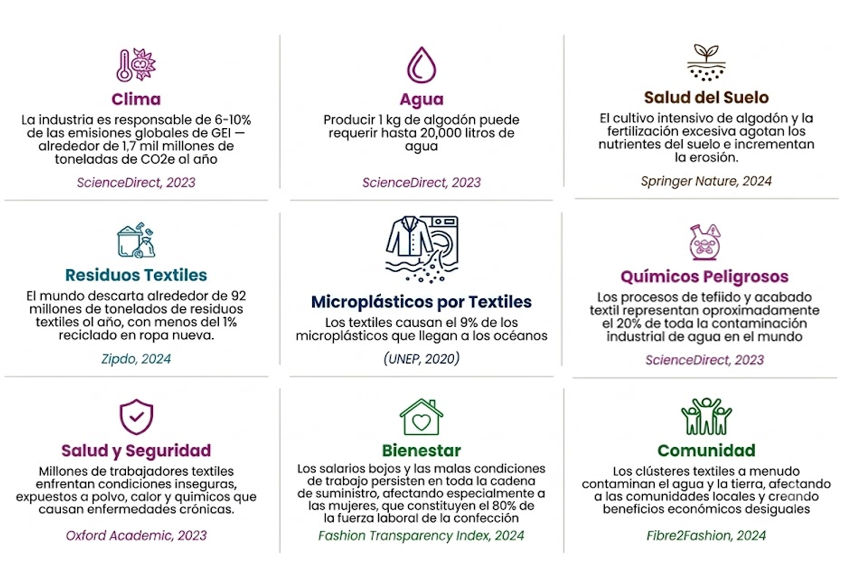 Clima
La industria es responsable de 6-10%
de las emisiones globales de GEI —
alrededor de 1,7 mil millones de
toneladas de CO2e al año
ScienceDirect, 2023
Agua
Producir 1 kg de algodón puede
requerir hasta 20,000 litros de
agua
ScienceDirect, 2023
Salud del Suelo
El cultivo intensivo de algodón y la
fertilización excesiva agotan los
nutrientes del suelo e incrementan
la erosión.
Springer Nature, 2024
Residuos Textiles
El mundo descarta alrededor de 92
millones de tonelados de residuos
textiles ol año, con menos del 1%
reciclado en ropa nueva.
Zipdo, 2024
Microplásticos por Textiles
Los textiles causan el 9% de los
microplásticos que llegan a los océanos
(UNEP, 2020)
Químicos Peligrosos
Los procesos de tefiido y acabado
textil representan oproximadamente
el 20% de toda la contaminación
industrial de agua en el mundo
ScienceDirect, 2023
Salud y Seguridad
Millones de trabajadores textiles
enfrentan condiciones inseguras,
expuestos a polvo, calor y quimicos que
causan enfermedades crónicas.
Oxford Academic, 2023
Bienestar
Los salarios bojos y las malas condiciones
de trabajo persisten en toda la cadena
de suministro, afectando especialmente a
las mujeres, que constituyen el 80% de
la fuerza laboral de la confección
Fashion Transparency Index, 2024
Comunidad
Los clústeres textiles a menudo
contaminan el agua y la tierra, afectando
a las comunidades locales y creando
beneficios económicos desiguales
Fibre2Fashion, 2024